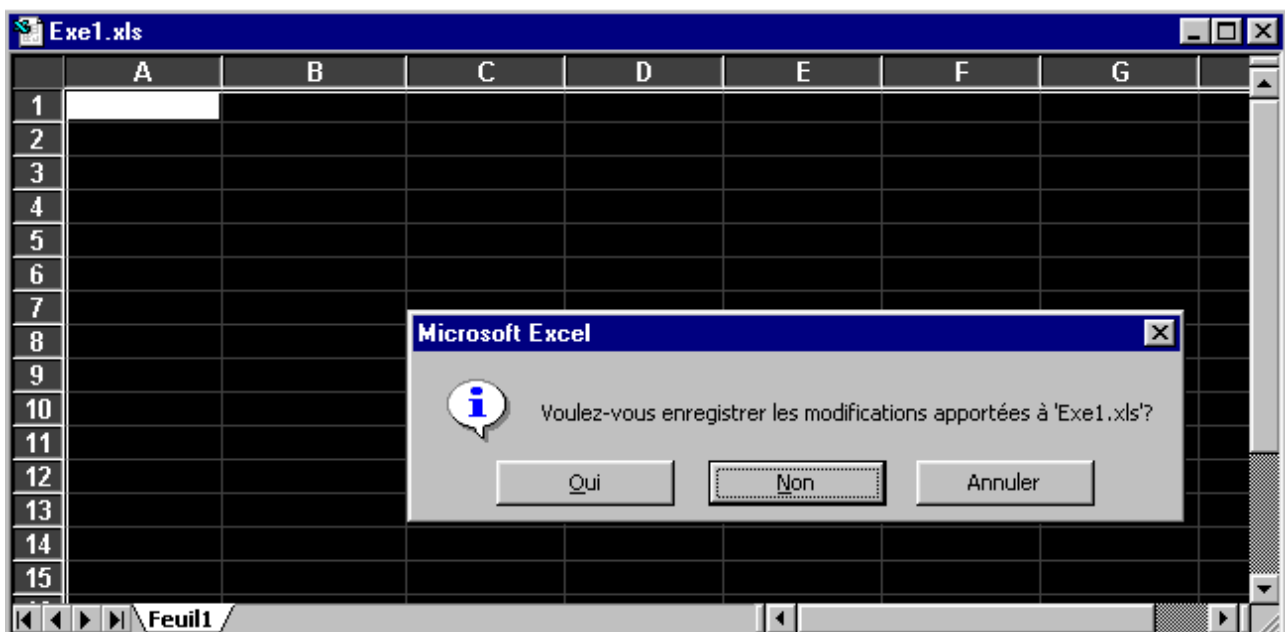 Exe1.xls
A B C D E F G
1
2
3
4
5
6
7
8
9
10
11
12
13
14
15
Microsoft Excel
Voulez-vous enregistrer les modifications apportées à 'Exe1.xls'?
Oui Non Annuler
Feuil1